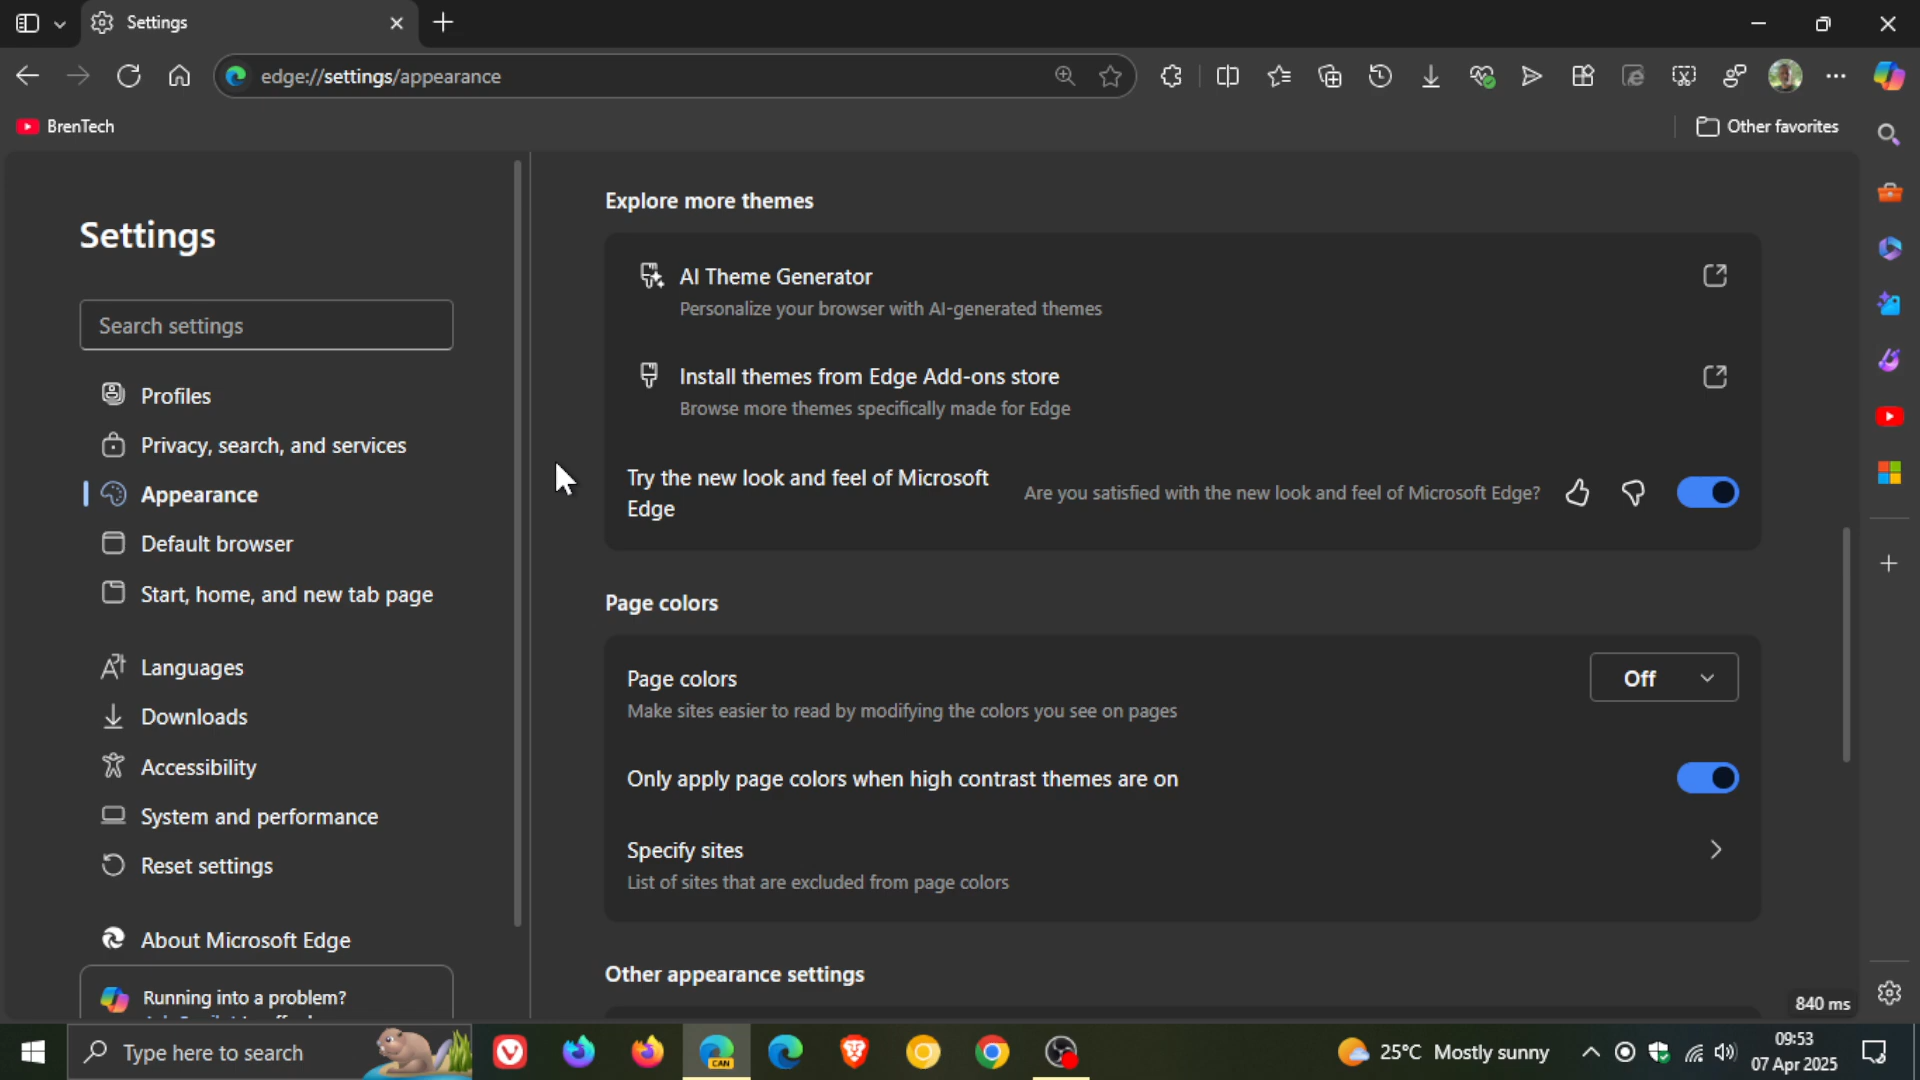 Settings
edge://settings/appearance
BrenTech
Other favorites
Settings
Search settings
Profiles
Privacy, search, and services
Appearance
Default browser
Start, home, and new tab page
Languages
Downloads
Accessibility
System and performance
Reset settings
About Microsoft Edge
Running into a problem?
Explore more themes
AI Theme Generator
Personalize your browser with AI-generated themes
Install themes from Edge Add-ons store
Browse more themes specifically made for Edge
Try the new look and feel of Microsoft
Edge
Are you satisfied with the new look and feel of Microsoft Edge?
Page colors
Page colors
Make sites easier to read by modifying the colors you see on pages
Off
Only apply page colors when high contrast themes are on
Specify sites
List of sites that are excluded from page colors
Other appearance settings
840 ms
Type here to search
CAN
25°C Mostly sunny
09:53
07 Apr 2025